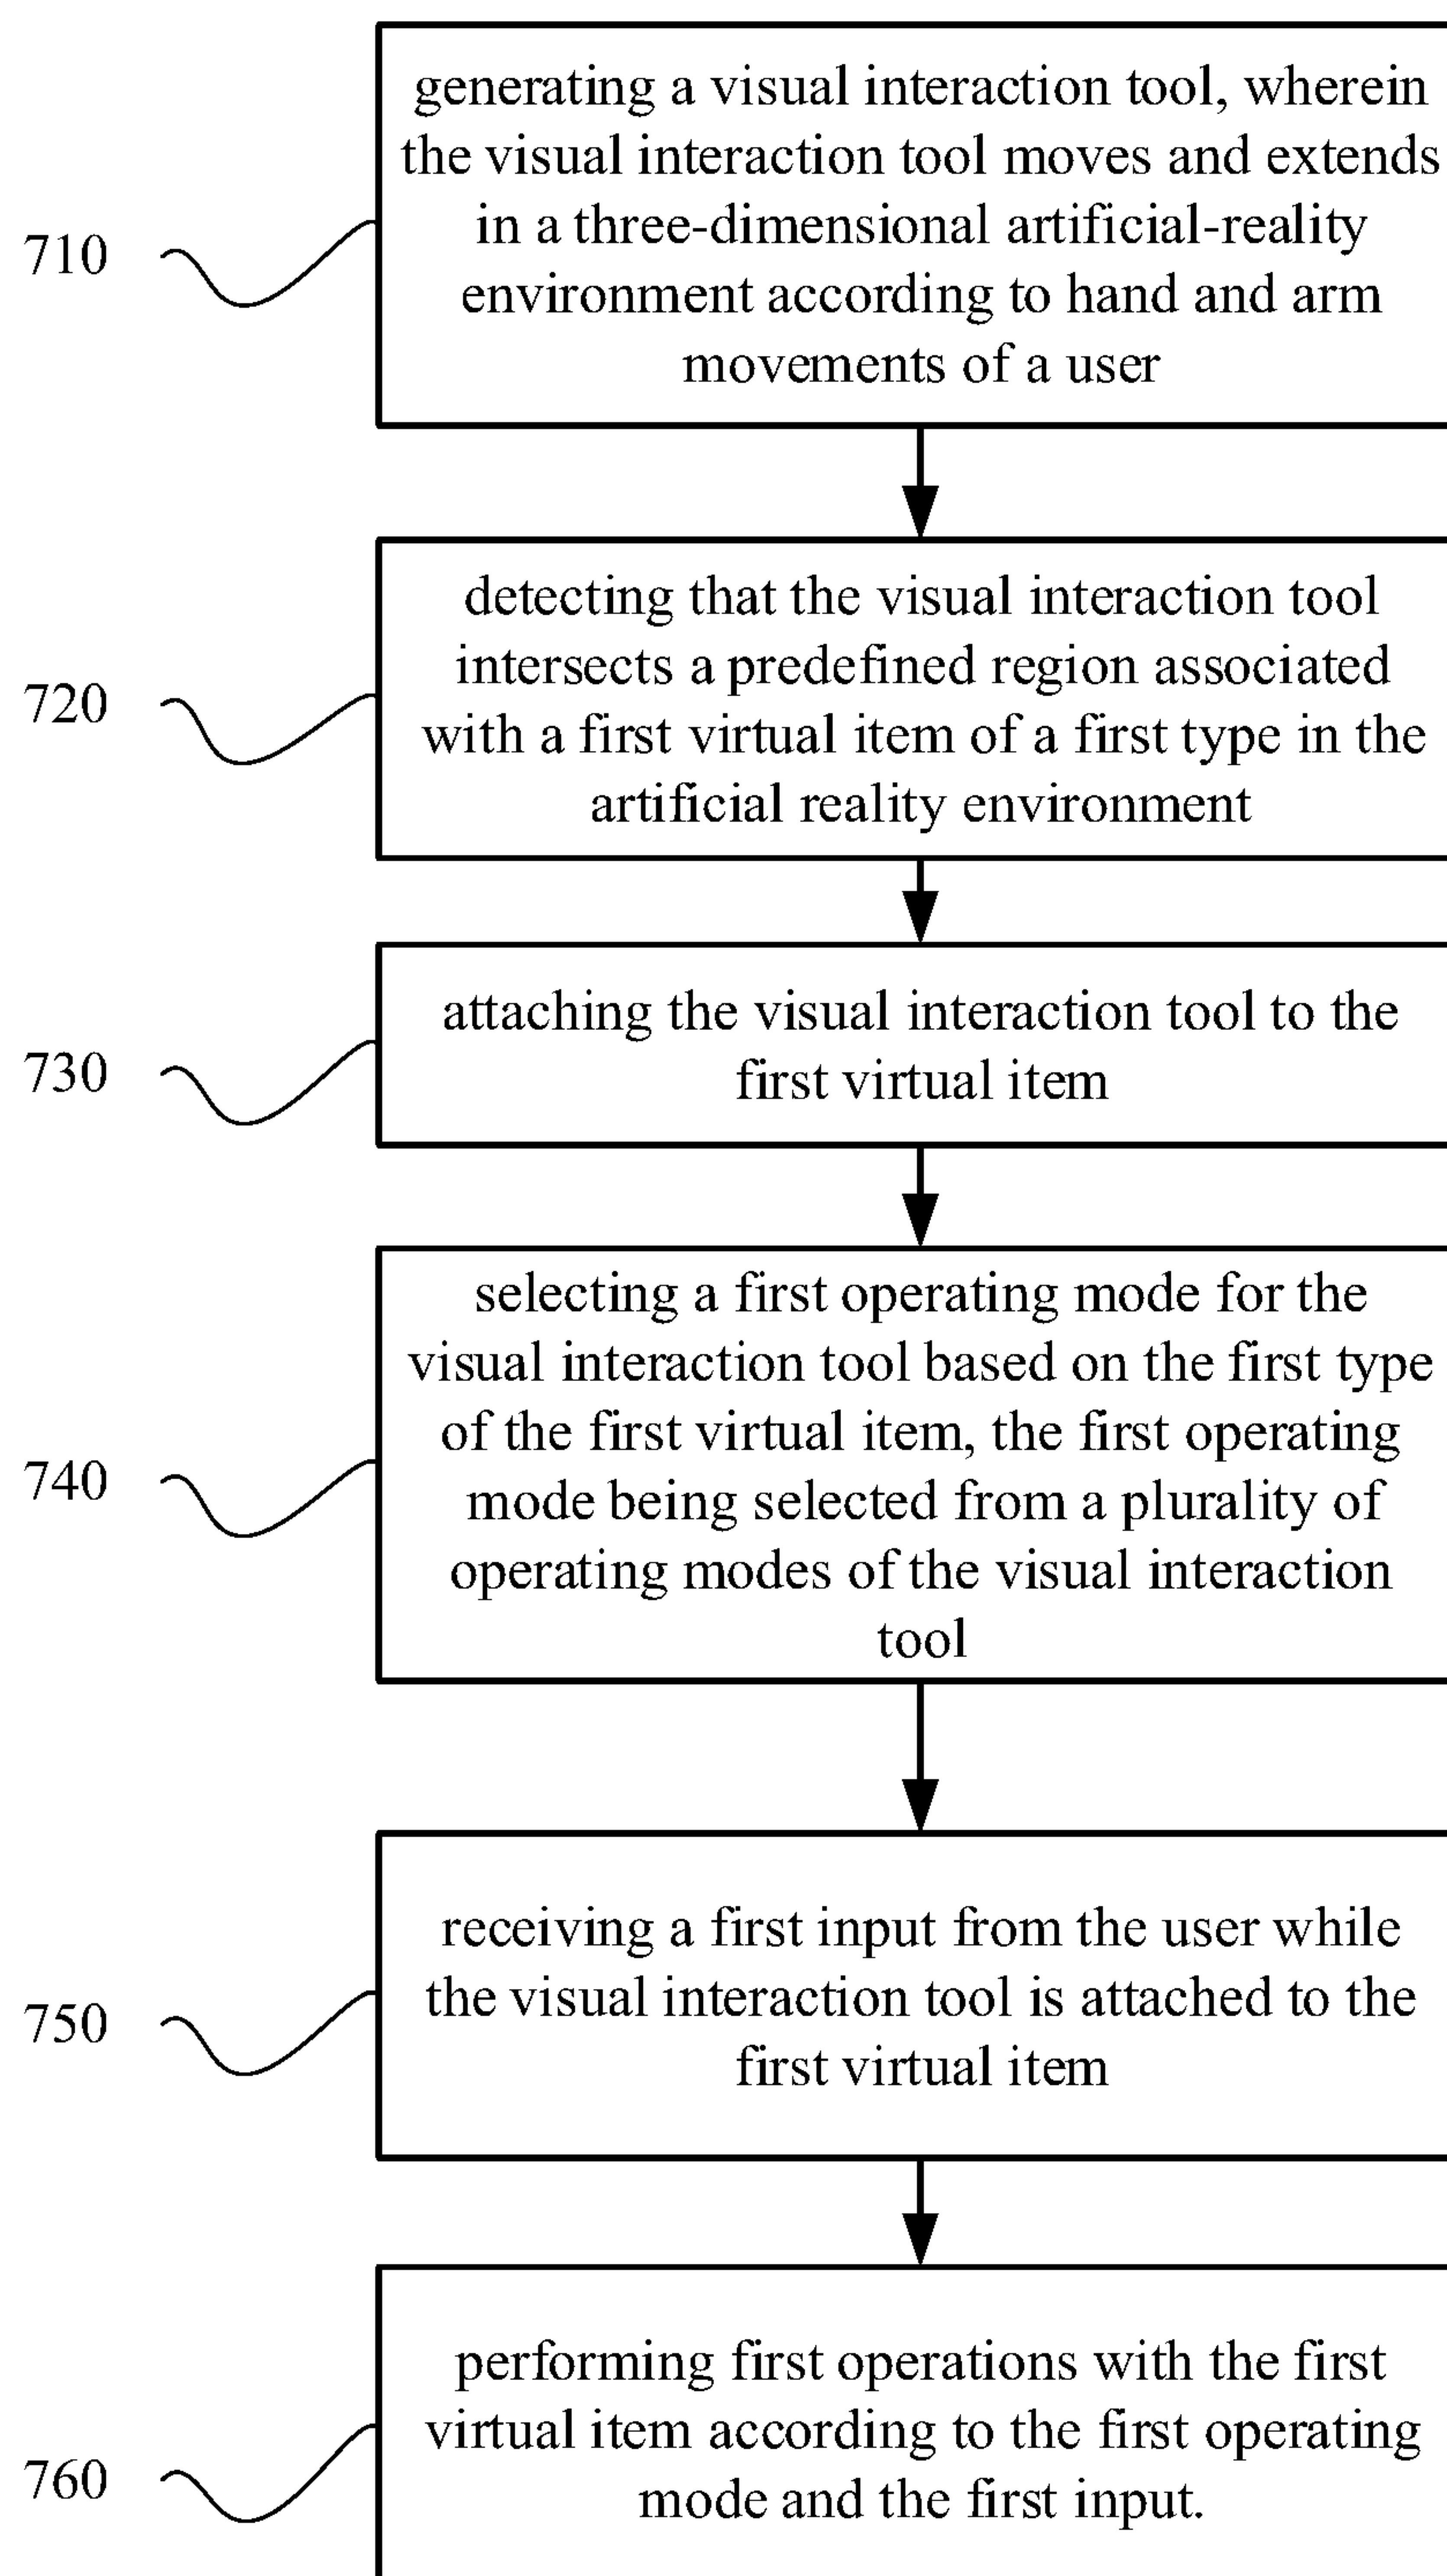 generating a visual interaction tool, wherein
the visual interaction tool moves and extends
in a three-dimensional artificial-reality
environment according to hand and arm
movements of a user
710
detecting that the visual interaction tool
intersects a predefined region associated
with a first virtual item of a first type in the
artificial reality environment
720
attaching the visual interaction tool to the
first virtual item
730
selecting a first operating mode for the
visual interaction tool based on the first type
of the first virtual item, the first operating
mode being selected from a plurality of
operating modes of the visual interaction
tool
740
receiving a first input from the user while
the visual interaction tool is attached to the
first virtual item
750
performing first operations with the first
virtual item according to the first operating
mode and the first input.
760